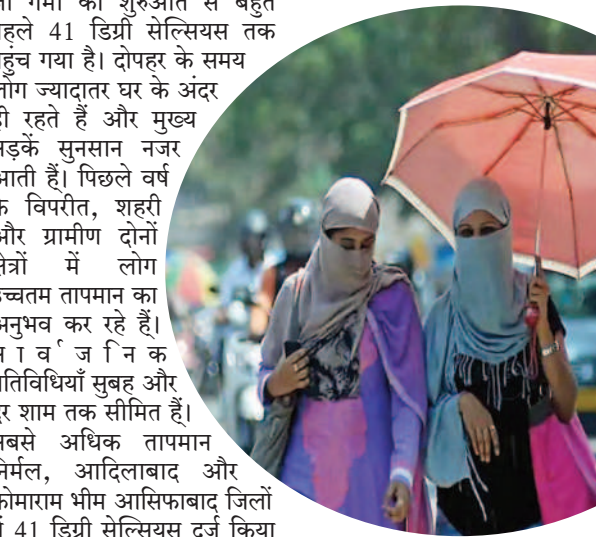 गर्मी की शुरुआत से बहुत
पहले 41 डिग्री सेल्सियस तक
पहुंच गया है। दोपहर के समय
लोग ज्यादातर घर के अंदर
ही रहते हैं और मुख्य
सड़कें सुनसान नजर
आती हैं। पिछले वर्ष
के विपरीत, शहरी
और ग्रामीण दोनों
क्षेत्रों में लोग
उच्चतम तापमान का
अनुभव कर रहे हैं।
सार्वजनिक
गतिविधियाँ सुबह और
देर शाम तक सीमित हैं।
सबसे अधिक तापमान
निर्मल, आदिलाबाद और
कोमाराम भीम आसिफाबाद जिलों
में 41 डिग्री सेल्सियस दर्ज किया